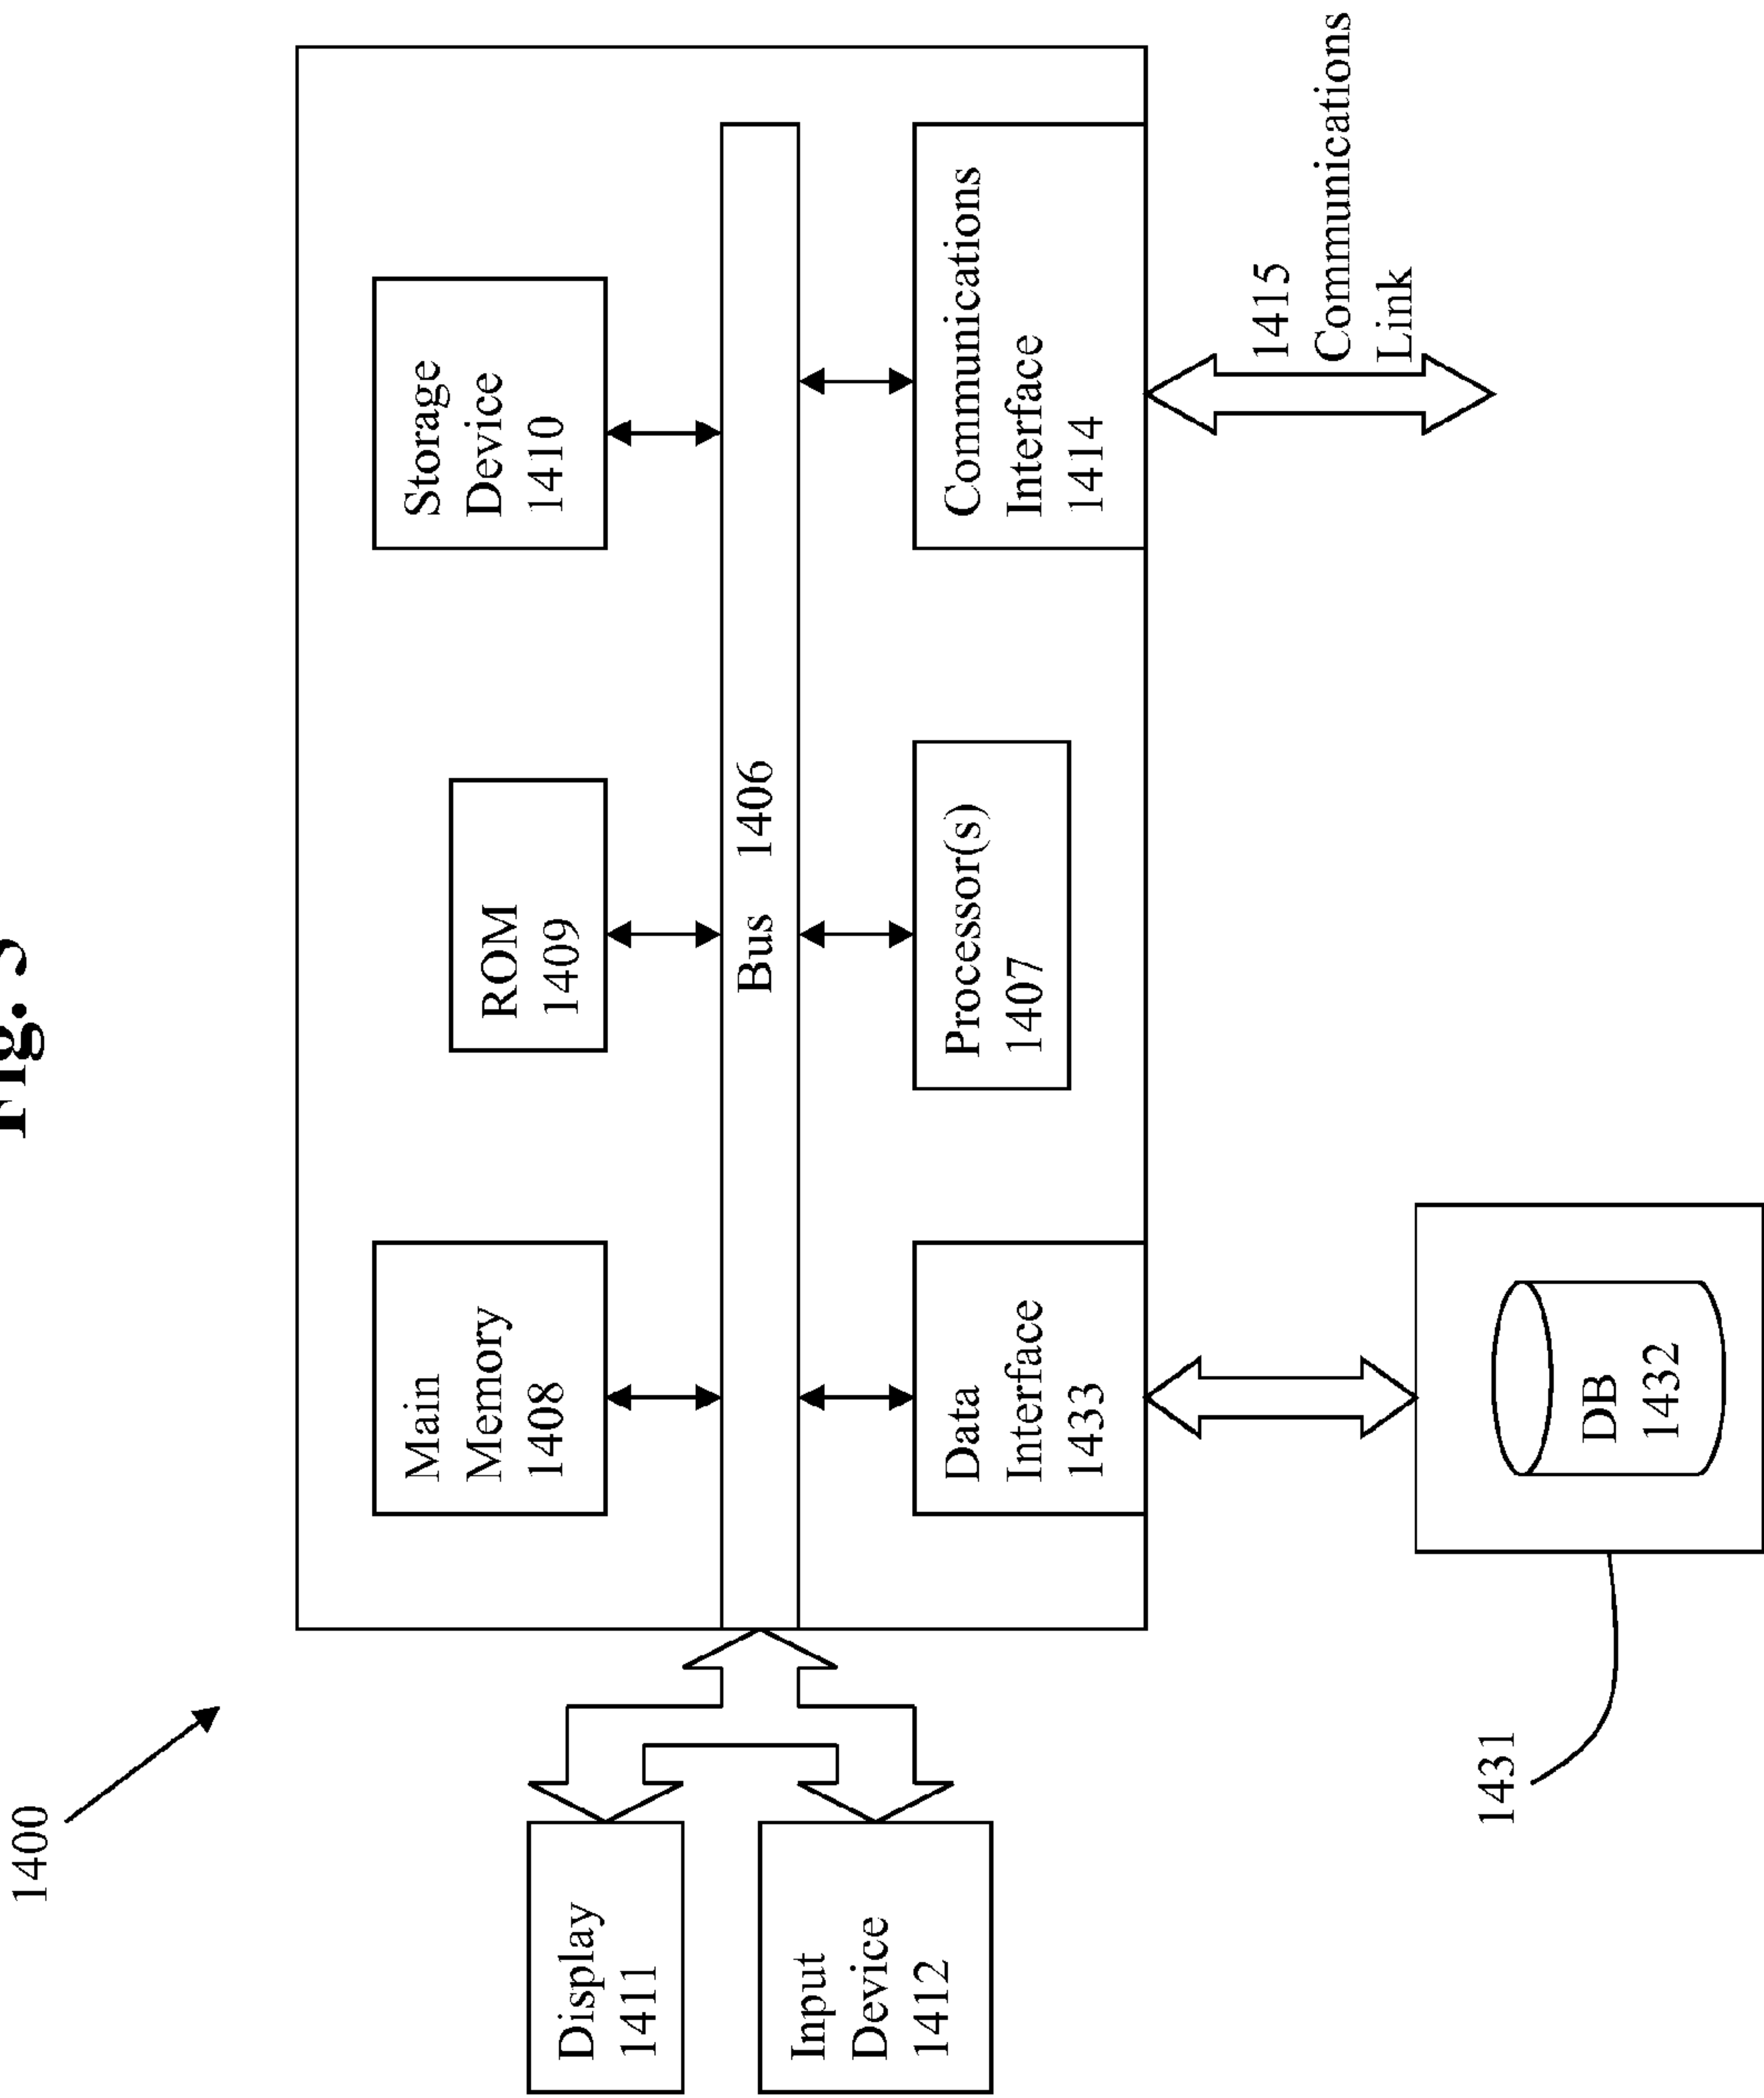 Fig.
1400
Main
Memory
1408
ROM
1409
Storage
Device
1410
Display
1411
Bus 1406
Input
Device
1412
Data
Interface
1433
Processor(s)
1407
Communications
Interface
1414
1415
Communications
Link
1431
DB
1432